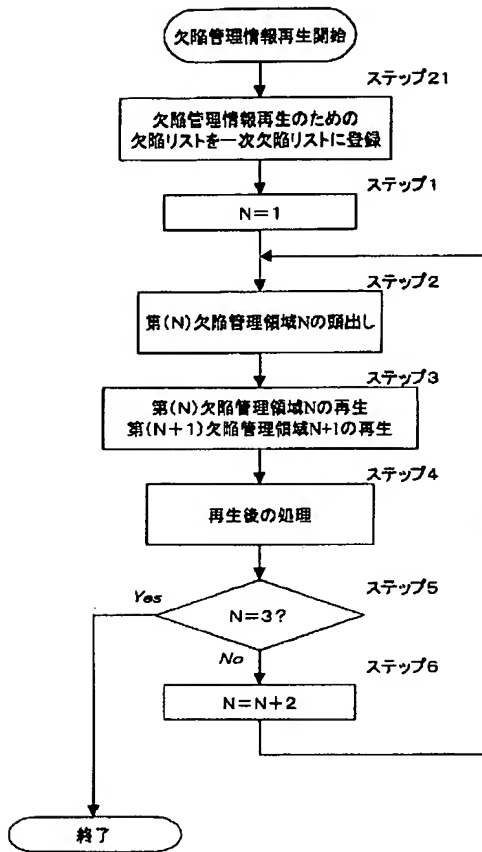 欠陥管理情報再生開始
ステップ21
欠陥管理情報再生のための
欠陥リストを一次欠陥リストに登録
ステップ1
N=1
ステップ2
第(N)欠陥管理領域Nの頭出し
ステップ3
第(N)欠陥管理領域Nの再生
第(N+1)欠陥管理領域N+1の再生
ステップ4
再生後の処理
ステップ5
Yes
N=3?
No
ステップ6
N=N+2
終了